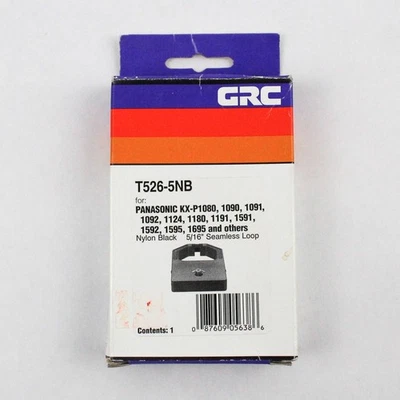 GRC
T526-5NB
for:
PANASONIC KX-P1080, 1090, 1091,
1092, 1124, 1180, 1191, 1591,
1592, 1595, 1695 and others
Nylon Black 5/16" Seamless Loop
Contents: 1
0 87609 05638 6